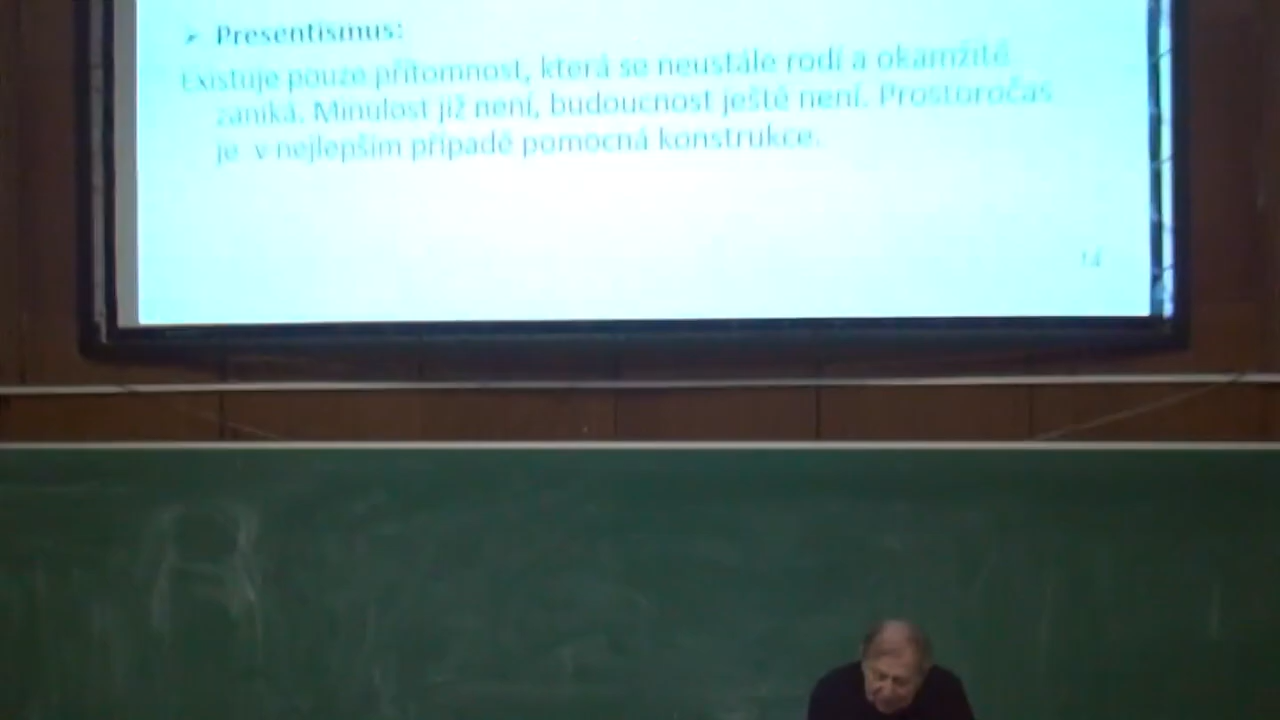 ➤ Presentismus:
Existuje pouze přítomnost, která se neustále rodí a okamžitě
zaniká. Minulost již není, budoucnost ještě není. Prostoročas
je v nejlepším případě pomocná konstrukce.
14